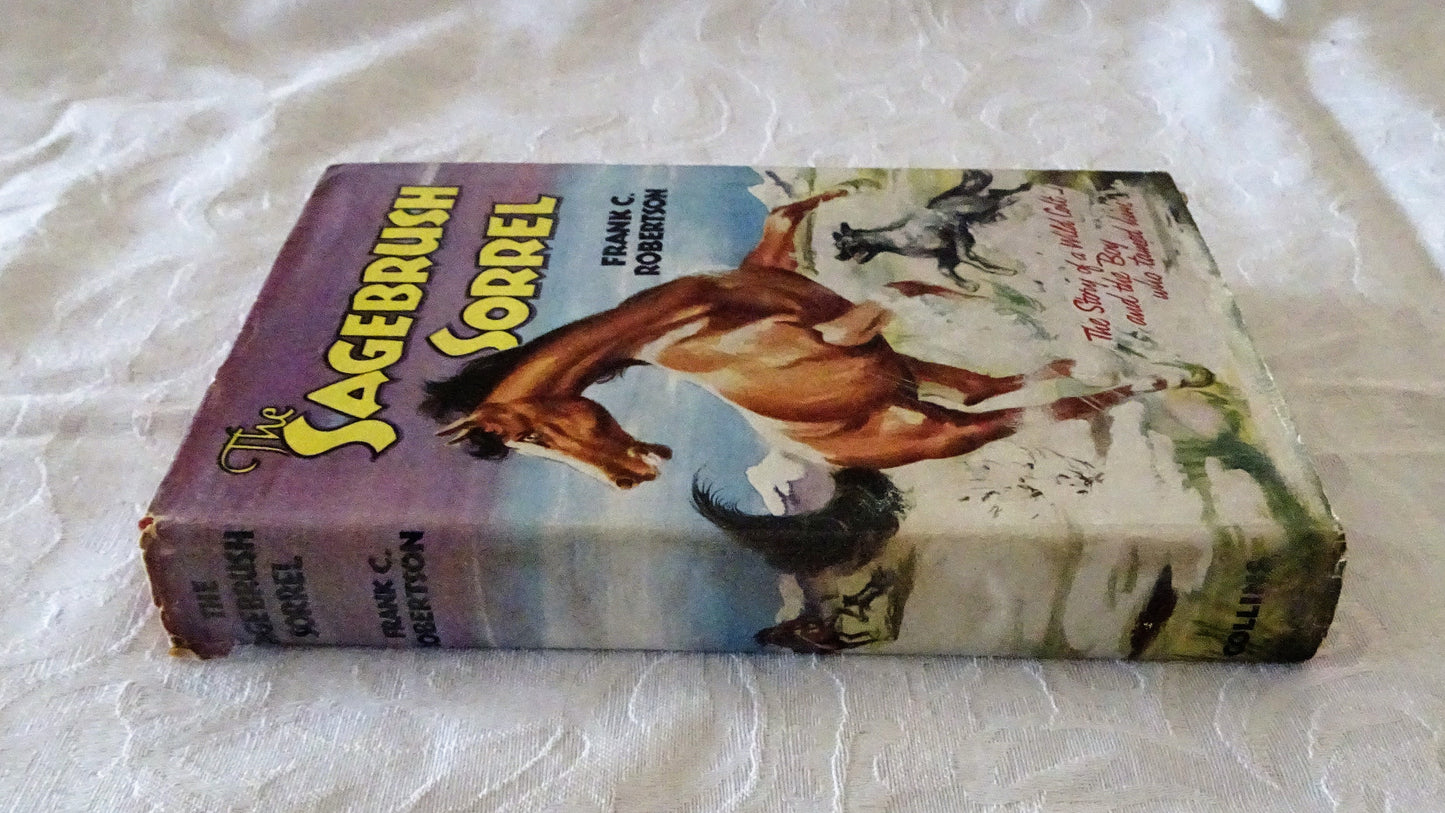 The
SAGEBRUSH
SORREL
FRANK C.
ROBERTSON
The Story of a Wild Colt
and the Boy
who tamed him
THE
SAGEBRUSH
SORREL
FRANK C.
ROBERTSON
COLLINS